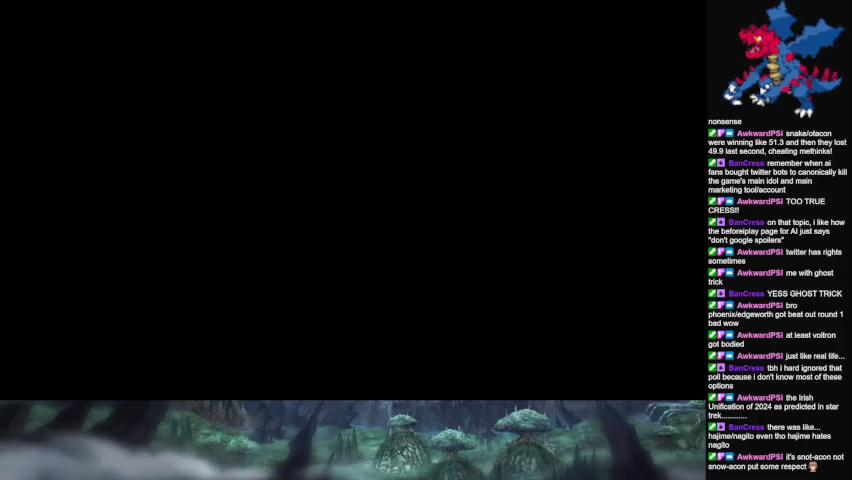 nonsense
AwkwardPSI snake/otacon
were winning like 51.3 and then they lost
49.9 last second, cheating methinks!
BanCress remember when ai
fans bought twitter bots to canonically kill
the game's main idol and main
marketing tool/account
AwkwardPSI TOO TRUE
CRESS!!
BanCress on that topic, i like how
the beforeiplay page for AI just says
"don't google spoilers"
AwkwardPSI twitter has rights
sometimes
AwkwardPSI me with ghost
trick
BanCress YESS GHOST TRICK
AwkwardPSI bro
phoenix/edgeworth got beat out round 1
bad wow
AwkwardPSI at least voltron
got bodied
AwkwardPSI just like real life...
BanCress tbh i hard ignored that
poll because i don't know most of these
options
AwkwardPSI the Irish
Unification of 2024 as predicted in star
trek............
BanCress there was like...
hajime/nagito even tho hajime hates
nagito
AwkwardPSI it's snot-acon not
snow-acon put some respect